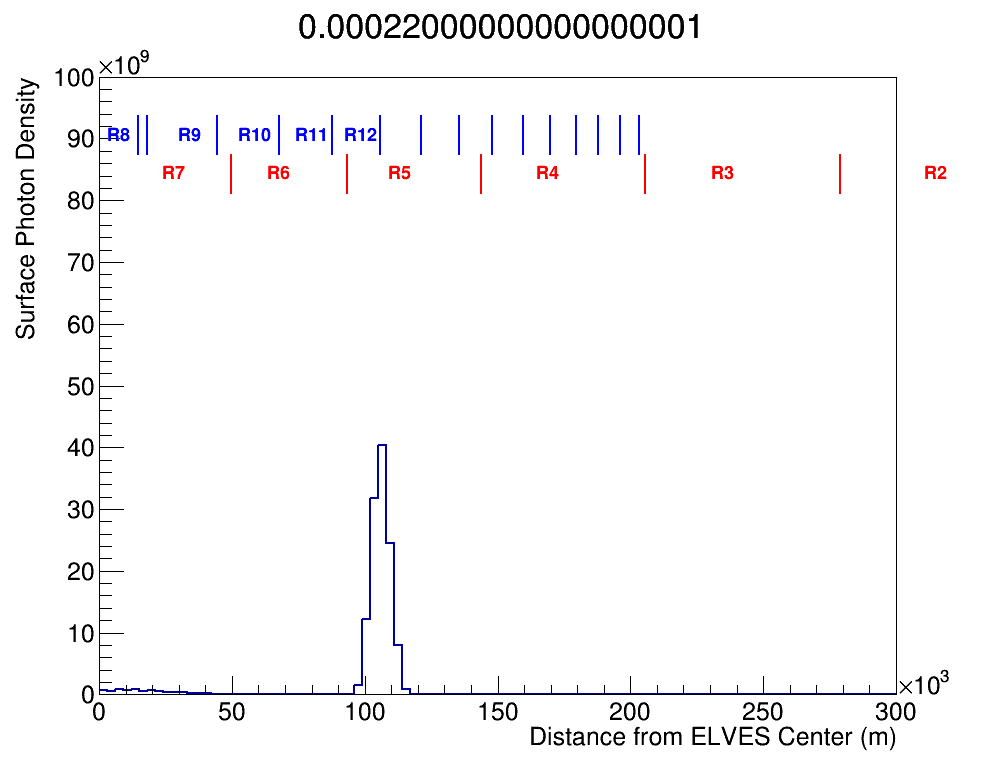 0.00022000000000000001
×10⁹
Surface Photon Density
100
90
80
70
60
50
40
30
20
10
0
R8 R9 R10 R11 R12
R7 R6 R5 R4 R3 R2
0 50 100 150 200 250 300
×10³
Distance from ELVES Center (m)